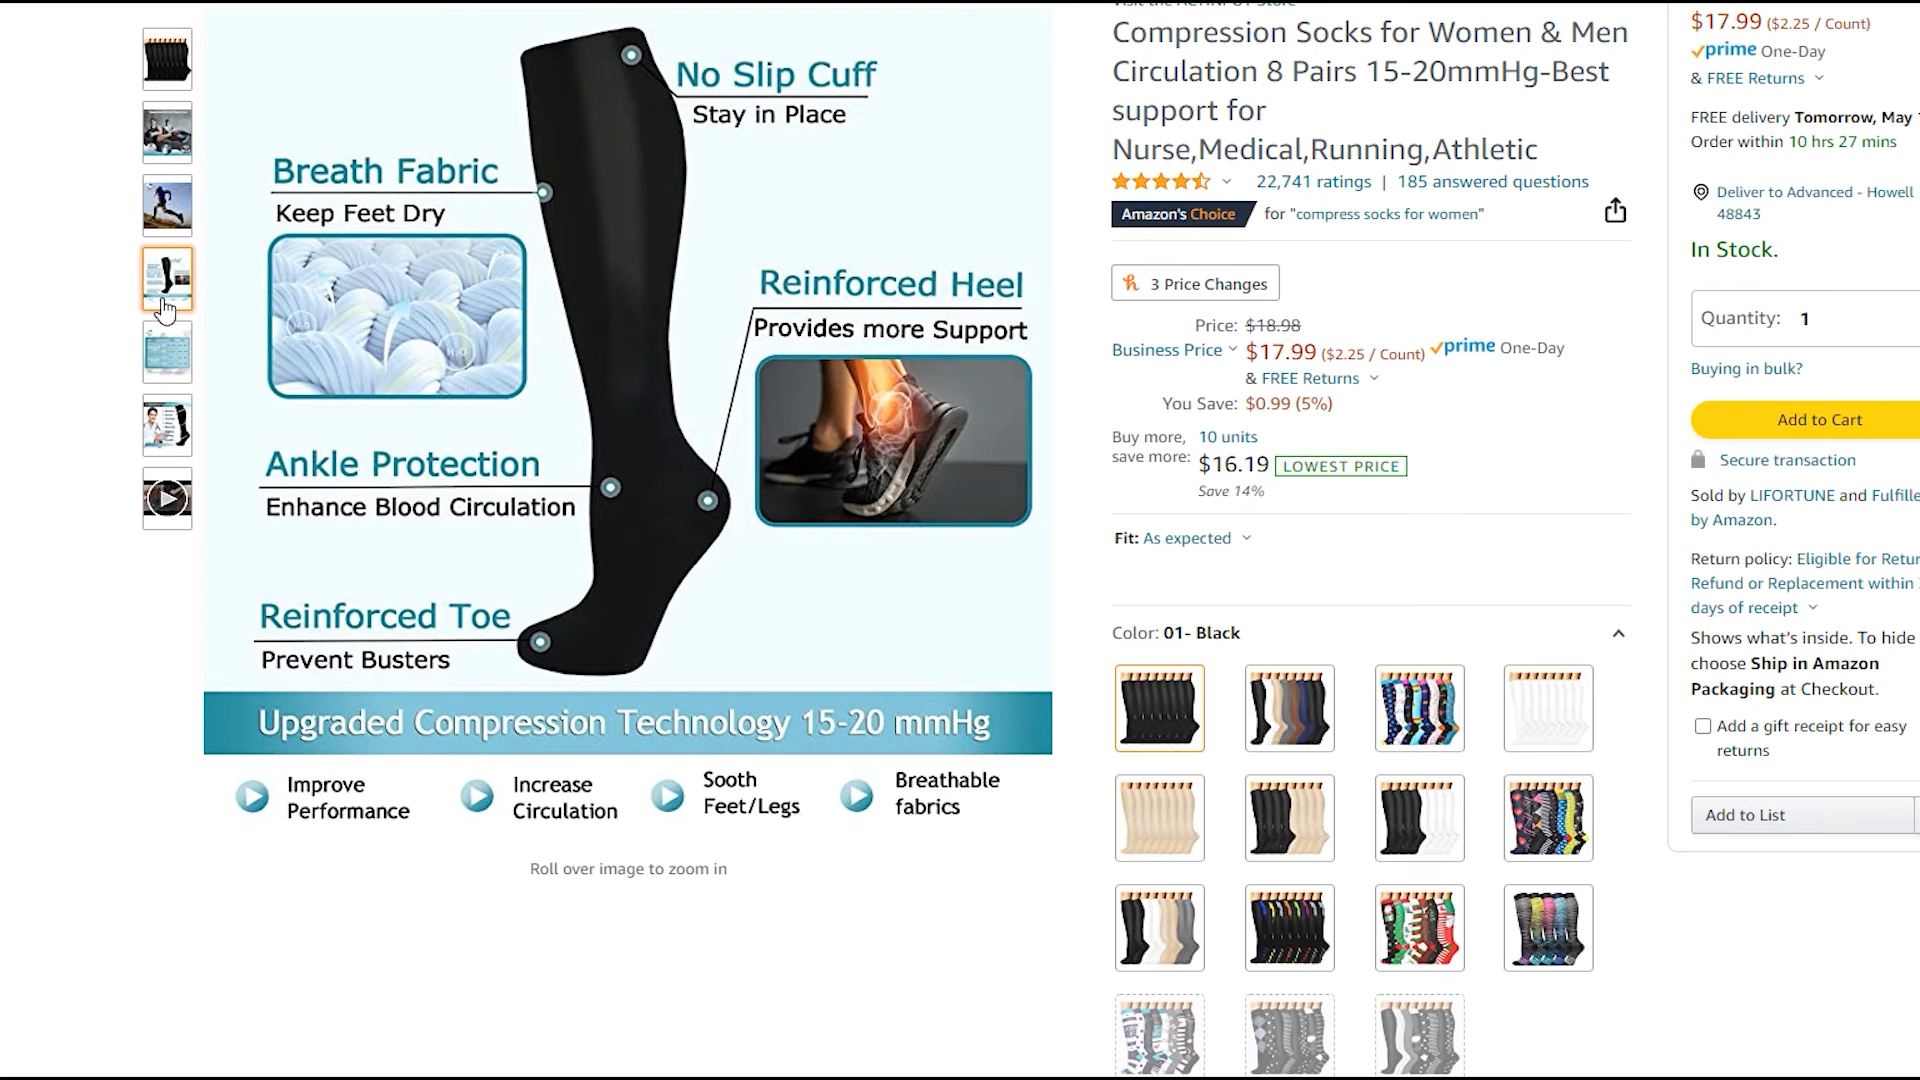 No Slip Cuff
Stay in Place
Breath Fabric
Keep Feet Dry
H₂O
Reinforced Heel
Provides more Support
Ankle Protection
Enhance Blood Circulation
Reinforced Toe
Prevent Busters
Upgraded Compression Technology 15-20 mmHg
Improve
Performance
Increase
Circulation
Sooth
Feet/Legs
Breathable
fabrics
Roll over image to zoom in
Compression Socks for Women & Men
Circulation 8 Pairs 15-20mmHg-Best
support for
Nurse,Medical,Running,Athletic
22,741 ratings | 185 answered questions
Amazon's Choice for "compress socks for women"
3 Price Changes
Price: $18.98
Business Price $17.99 ($2.25 / Count) prime One-Day
& FREE Returns
You Save: $0.99 (5%)
Buy more, 10 units
save more: $16.19 LOWEST PRICE
Save 14%
Fit: As expected
Color: 01- Black
$17.99 ($2.25 / Count)
prime One-Day
& FREE Returns
FREE delivery Tomorrow, May
Order within 10 hrs 27 mins
Deliver to Advanced - Howell
48843
In Stock.
Quantity: 1
Buying in bulk?
Add to Cart
Secure transaction
Sold by LIFORTUNE and Fulfille
by Amazon.
Return policy: Eligible for Retur
Refund or Replacement within
days of receipt
Shows what's inside. To hide
choose Ship in Amazon
Packaging at Checkout.
Add a gift receipt for easy
returns
Add to List